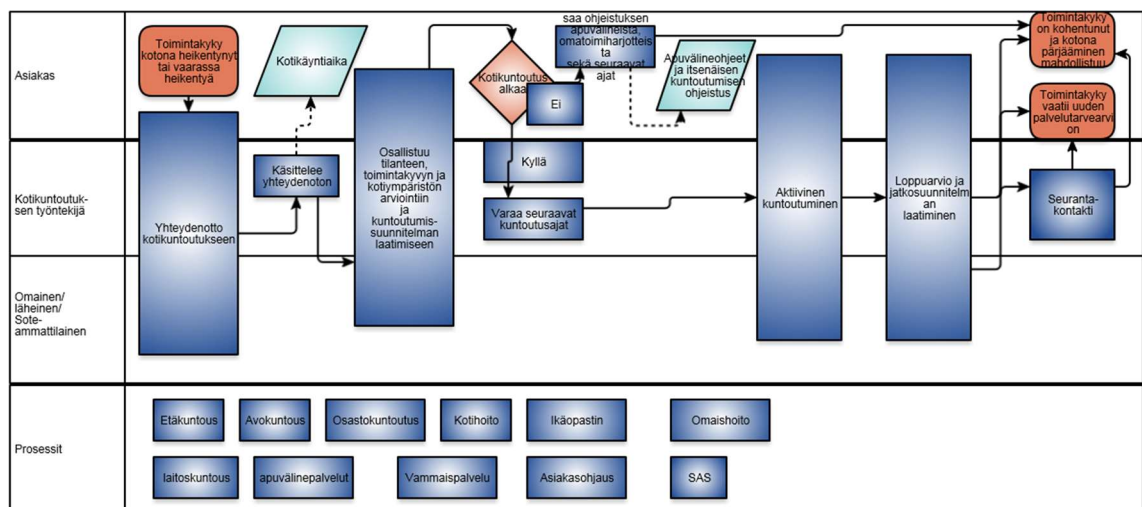 Asiakas
Toimintakyky
kotona heikentynyt
tai vaarassa
heikentyä
Kotikäyntiaika
Kotikuntoutus
alkaa
Ei
saa ohjeistuksen
apuvälineistä,
omatoimiharjotteis
ta
sekä seuraavat
ajat
Apuvälineohjeet
ja itsenäisen
kuntoutumisen
ohjeistus
Toimintakyky
on kohentunut
ja kotona
pärjääminen
mahdollistuu
Toimintakyky
vaatii uuden
palvelutarvearvi
on
Kotikuntoutuk-
sen työntekijä
Yhteydenotto
kotikuntoutukseen
Käsittelee
yhteydenoton
Osallistuu
tilanteen,
toimintakyvyn ja
kotiympäristön
arviointiin
ja
kuntoutumis-
suunnitelman
laatimiseen
Kyllä
Varaa seuraavat
kuntoutusajat
Aktiivinen
kuntoutuminen
Loppuarvio ja
jatkosuunnitelm
an
laatiminen
Seuranta-
kontakti
Omainen/
läheinen/
Sote-
ammattilainen
Prosessit
Etäkuntous
Avokuntous
Osastokuntoutus
Kotihoito
Ikäopastin
Omaishoito
laitoskuntous
apuvälinepalvelut
Vammaispalvelu
Asiakasohjaus
SAS